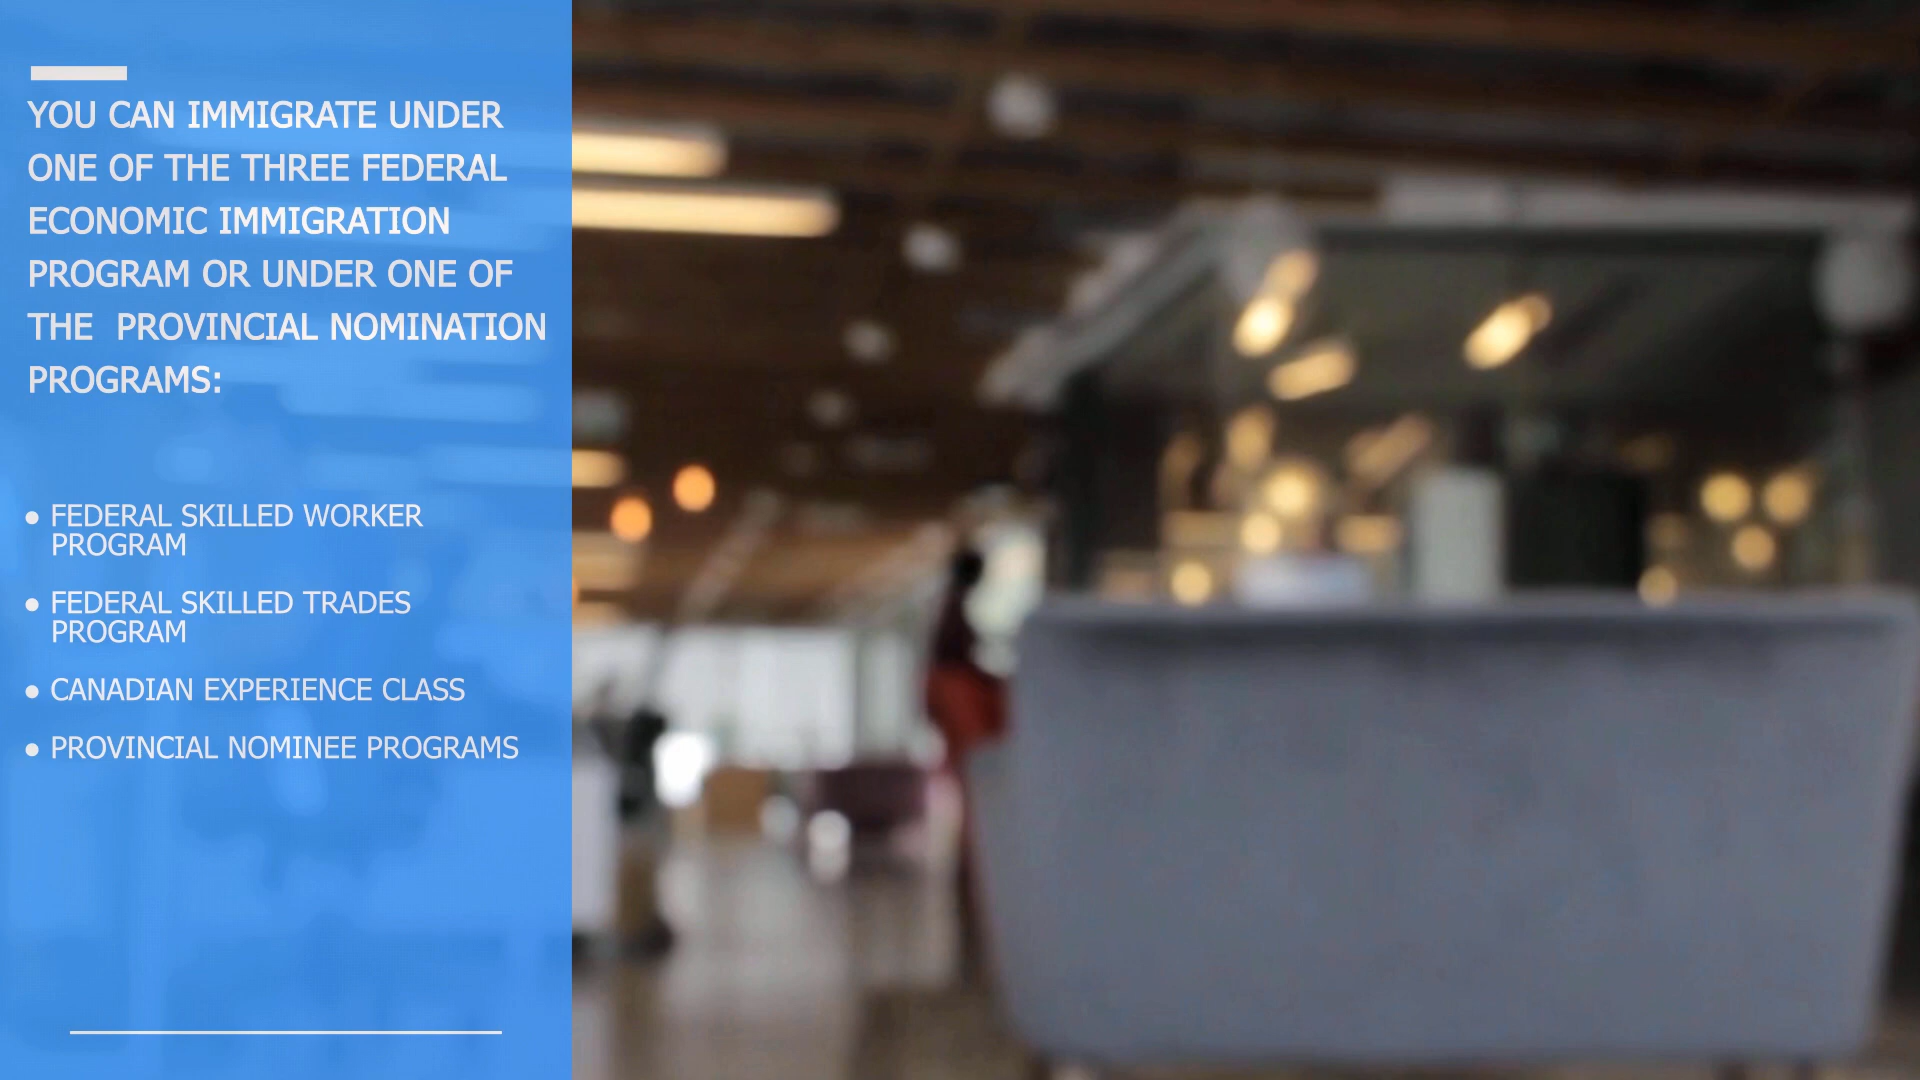 YOU CAN IMMIGRATE UNDER
ONE OF THE THREE FEDERAL
ECONOMIC IMMIGRATION
PROGRAM OR UNDER ONE OF
THE  PROVINCIAL NOMINATION
PROGRAMS:
• FEDERAL SKILLED WORKER
PROGRAM
• FEDERAL SKILLED TRADES
PROGRAM
• CANADIAN EXPERIENCE CLASS
• PROVINCIAL NOMINEE PROGRAMS